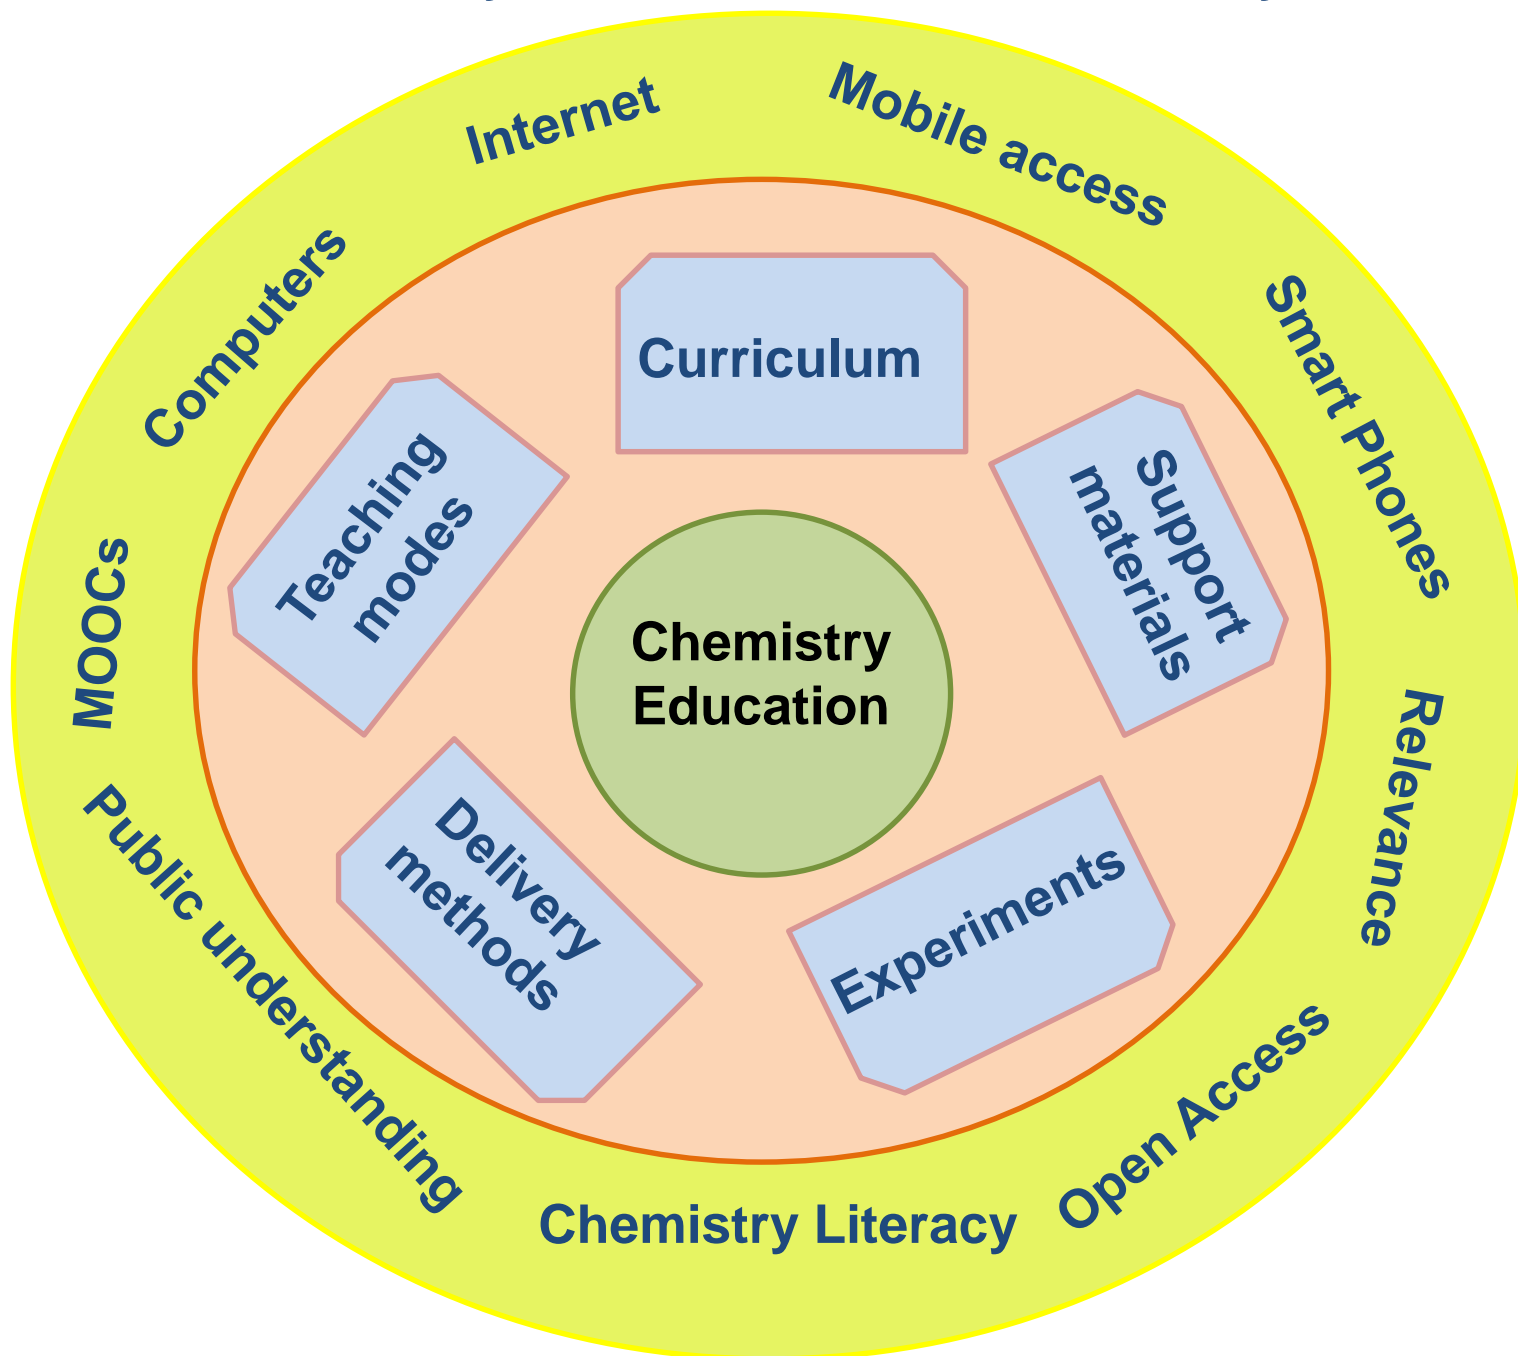 Internet
Mobile access
Computers
Smart Phones
Curriculum
Teaching
modes
Support
materials
MOOCs
Chemistry
Education
Relevance
Public understanding
Delivery
methods
Experiments
Open Access
Chemistry Literacy